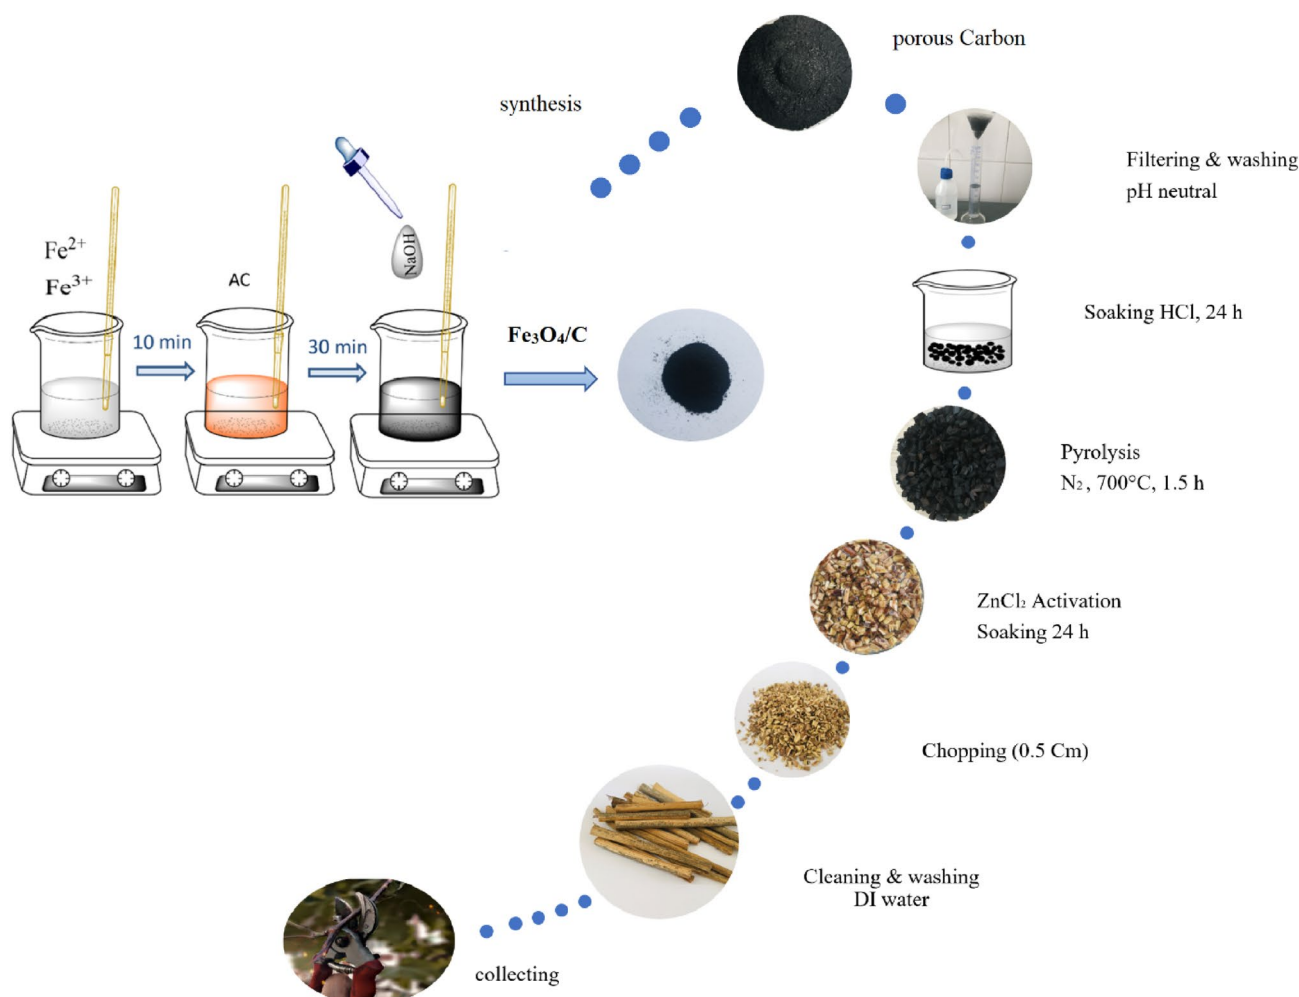 porous Carbon
synthesis
Filtering & washing
pH neutral
NaOH
Fe²⁺
Fe³⁺
AC
Soaking HCl, 24 h
10 min
30 min
Fe₃O₄/C
Pyrolysis
N₂ , 700°C, 1.5 h
ZnCl₂ Activation
Soaking 24 h
Chopping (0.5 Cm)
Cleaning & washing
DI water
collecting